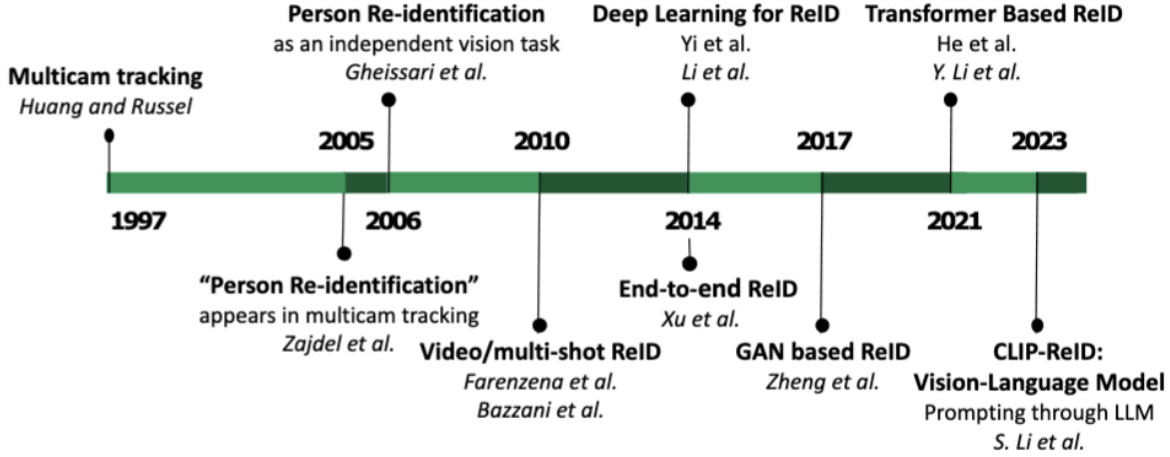 Person Re-identification
as an independent vision task
Gheissari et al.
Deep Learning for ReID
Yi et al.
Li et al.
Transformer Based ReID
He et al.
Y. Li et al.
Multicam tracking
Huang and Russel
2005
2010
2017
2023
1997
2006
2014
2021
“Person Re-identification”
appears in multicam tracking
Zajdel et al.
Video/multi-shot ReID
Farenzena et al.
Bazzani et al.
End-to-end ReID
Xu et al.
GAN based ReID
Zheng et al.
CLIP-ReID:
Vision-Language Model
Prompting through LLM
S. Li et al.